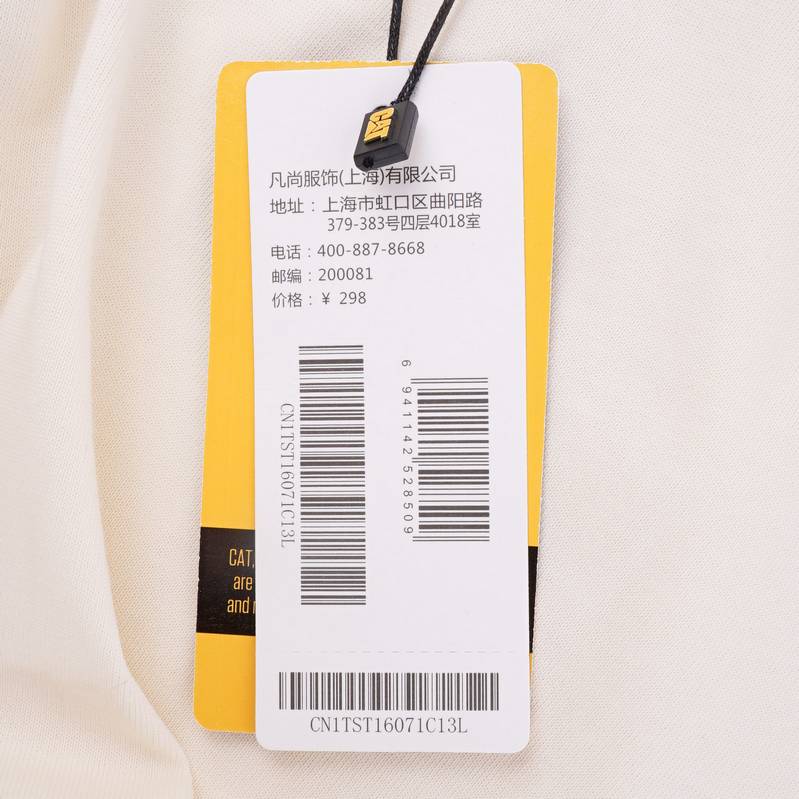 CAT
凡尚服饰(上海)有限公司
地址：上海市虹口区曲阳路
379-383号四层4018室
电话：400-887-8668
邮编：200081
价格：¥ 298
CN1TST16071C13L
6 941142 528509
CAT,
are
and
CN1TST16071C13L